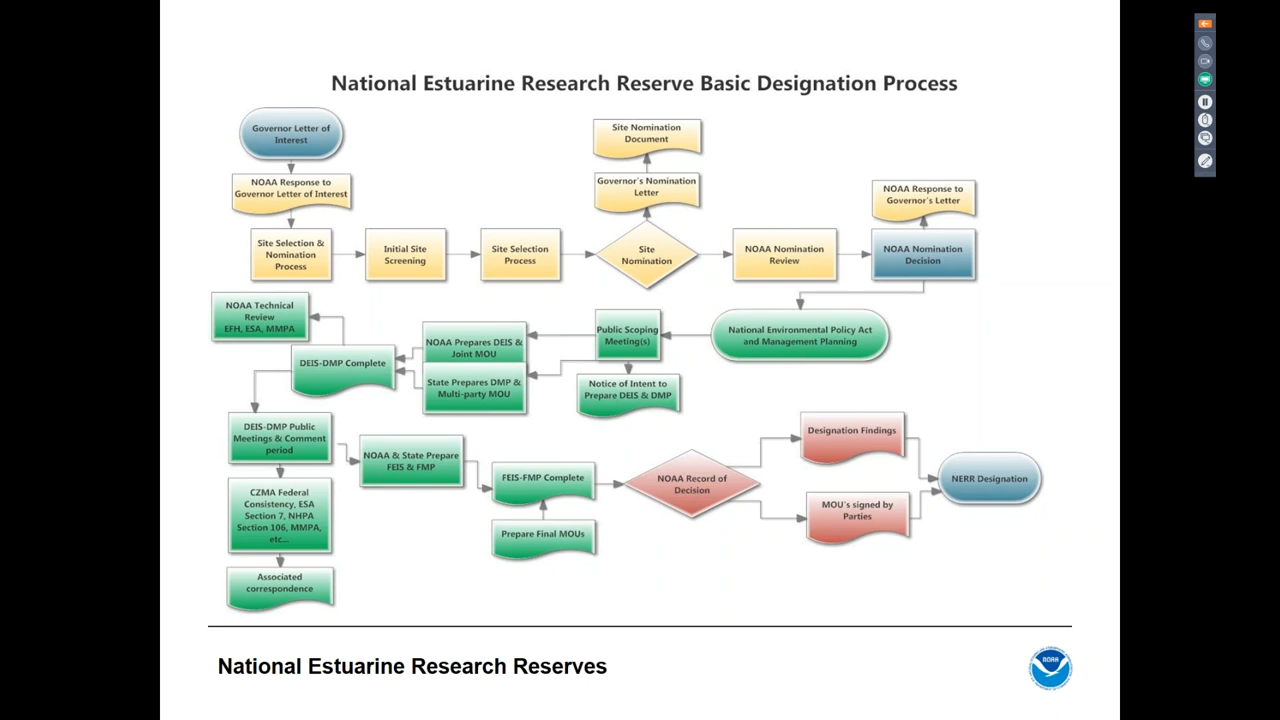 National Estuarine Research Reserve Basic Designation Process
Governor Letter of
Interest
NOAA Response to
Governor Letter of Interest
Site Selection &
Nomination
Process
Initial Site
Screening
Site Selection
Process
Site
Nomination
Governor's Nomination
Letter
Site Nomination
Document
NOAA Nomination
Review
NOAA Nomination
Decision
NOAA Response to
Governor's Letter
National Environmental Policy Act
and Management Planning
Public Scoping
Meeting(s)
Notice of Intent to
Prepare DEIS & DMP
NOAA Prepares DEIS &
Joint MOU
State Prepares DMP &
Multi-party MOU
DEIS-DMP Complete
NOAA Technical
Review
EFH, ESA, MMPA
DEIS-DMP Public
Meetings & Comment
period
CZMA Federal
Consistency, ESA
Section 7, NHPA
Section 106, MMPA,
etc...
Associated
correspondence
NOAA & State Prepare
FEIS & FMP
FEIS-FMP Complete
Prepare Final MOUs
NOAA Record of
Decision
Designation Findings
MOU's signed by
Parties
NERR Designation
National Estuarine Research Reserves
NOAA